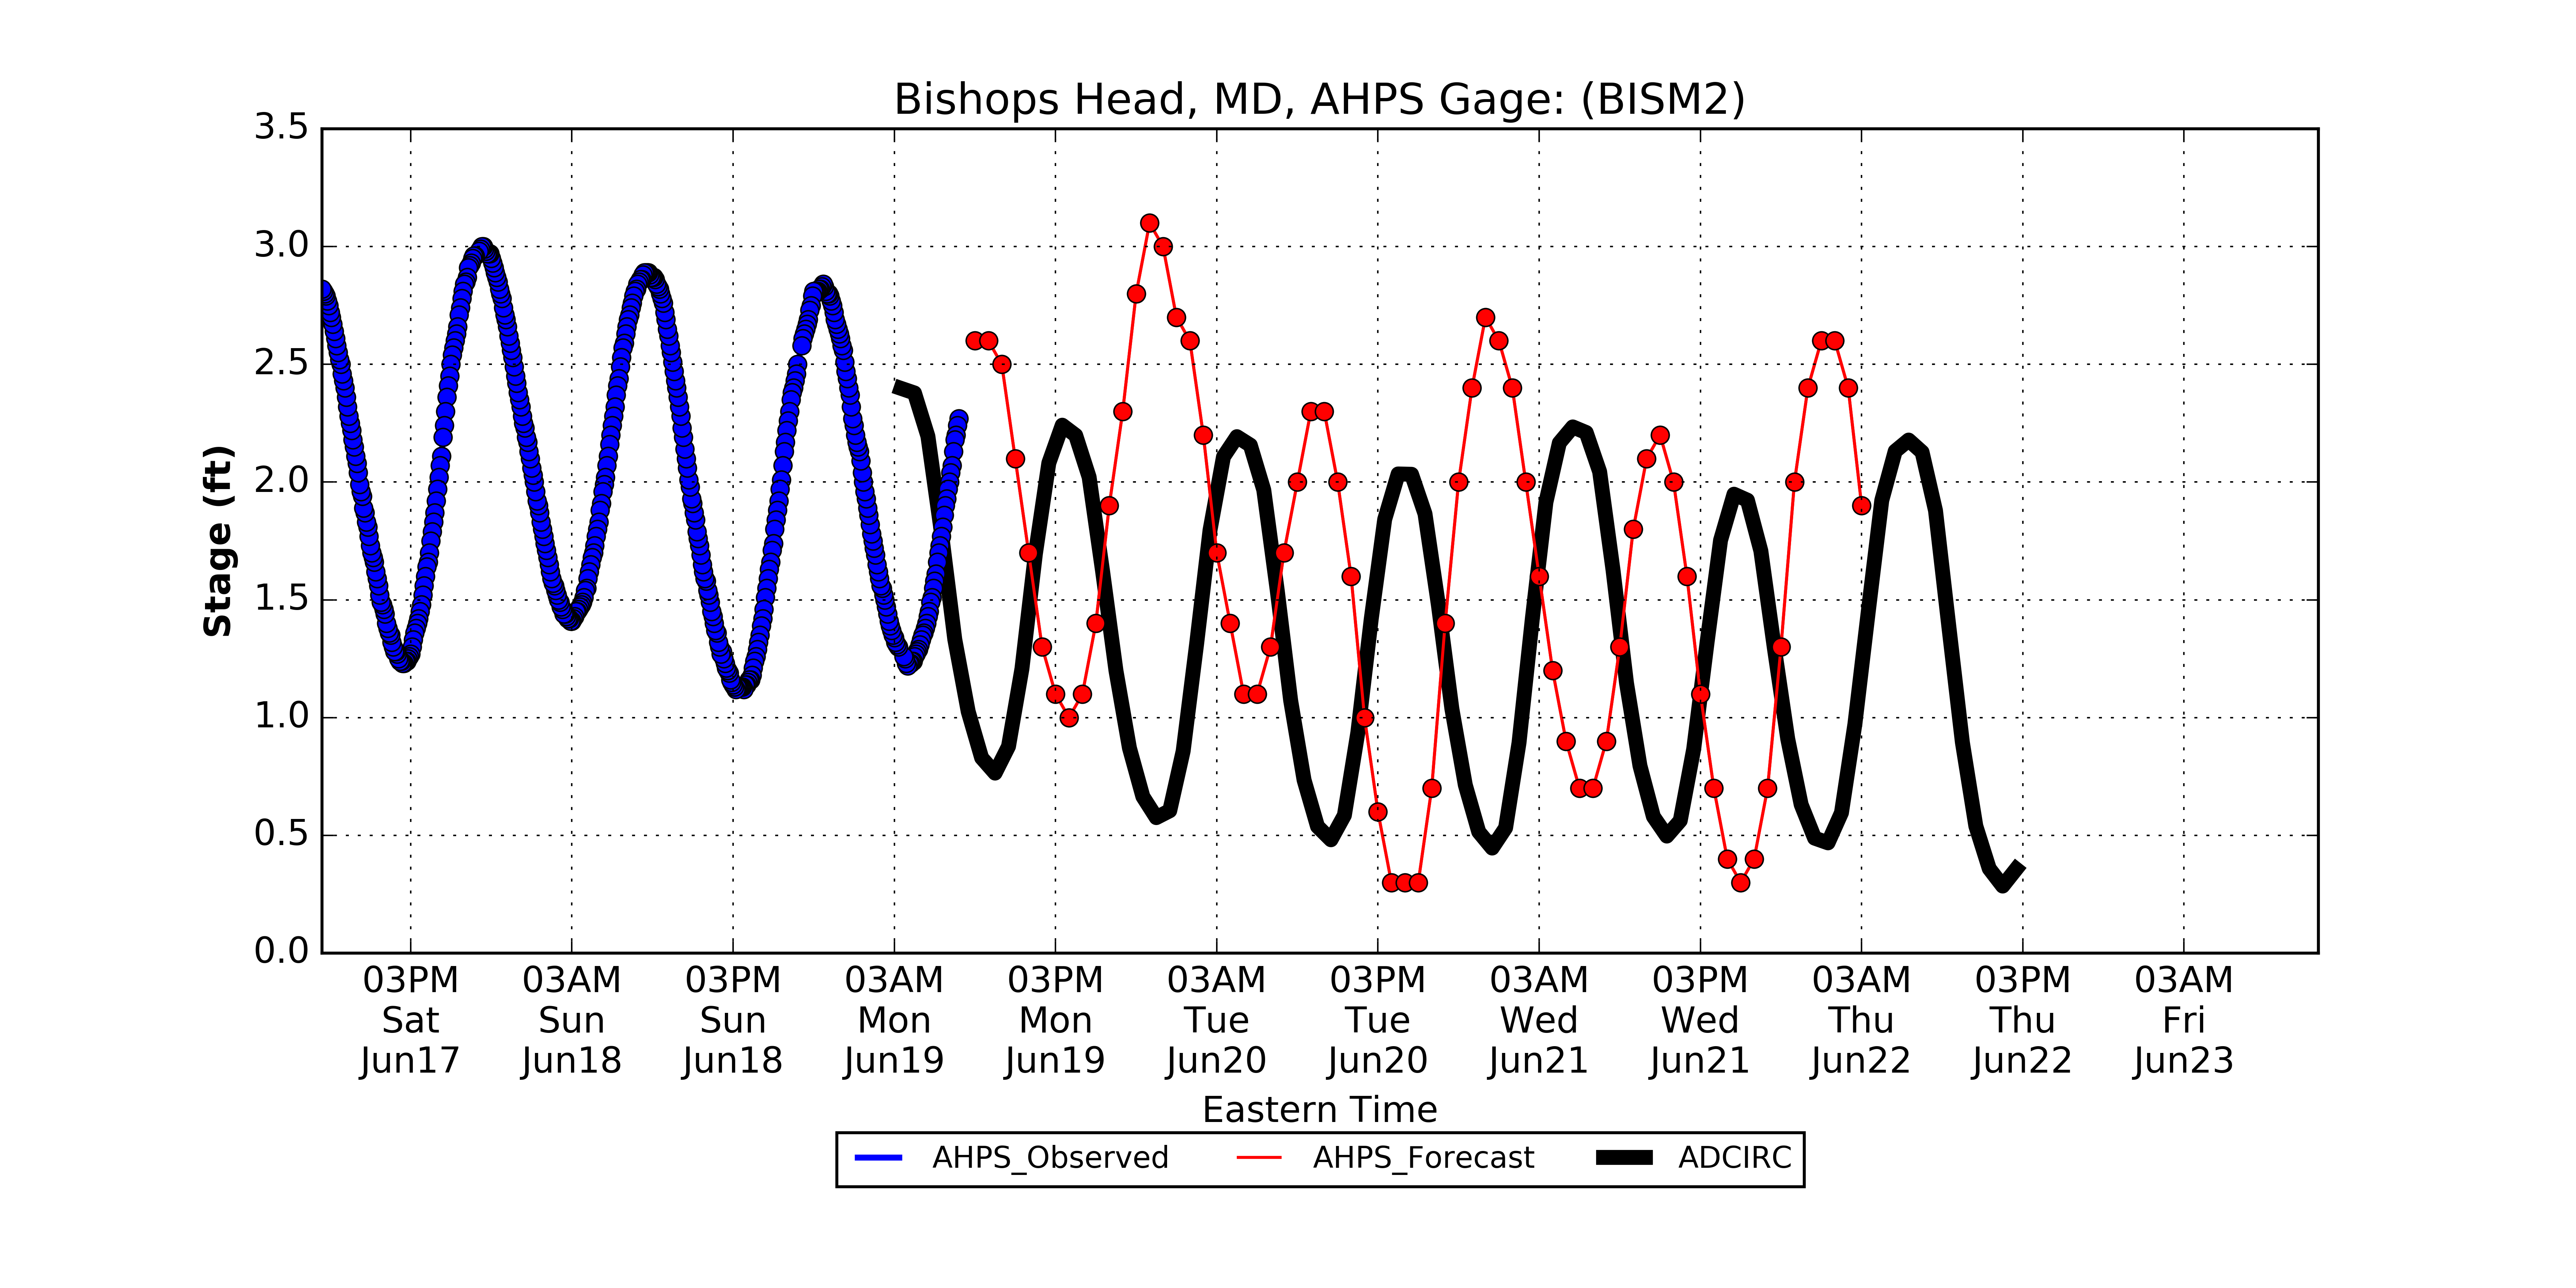 Bishops Head, MD, AHPS Gage: (BISM2)
3.5
3.0
2.5
2.0
1.5
1.0
0.5
0.0
Stage (ft)
03PM 03AM 03PM 03AM 03PM 03AM 03PM 03AM 03PM 03AM 03PM 03AM
Sat Sun Sun Mon Mon Tue Tue Wed Wed Thu Thu Fri
Jun17 Jun18 Jun18 Jun19 Jun19 Jun20 Jun20 Jun21 Jun21 Jun22 Jun22 Jun23
Eastern Time
AHPS_Observed AHPS_Forecast ADCIRC